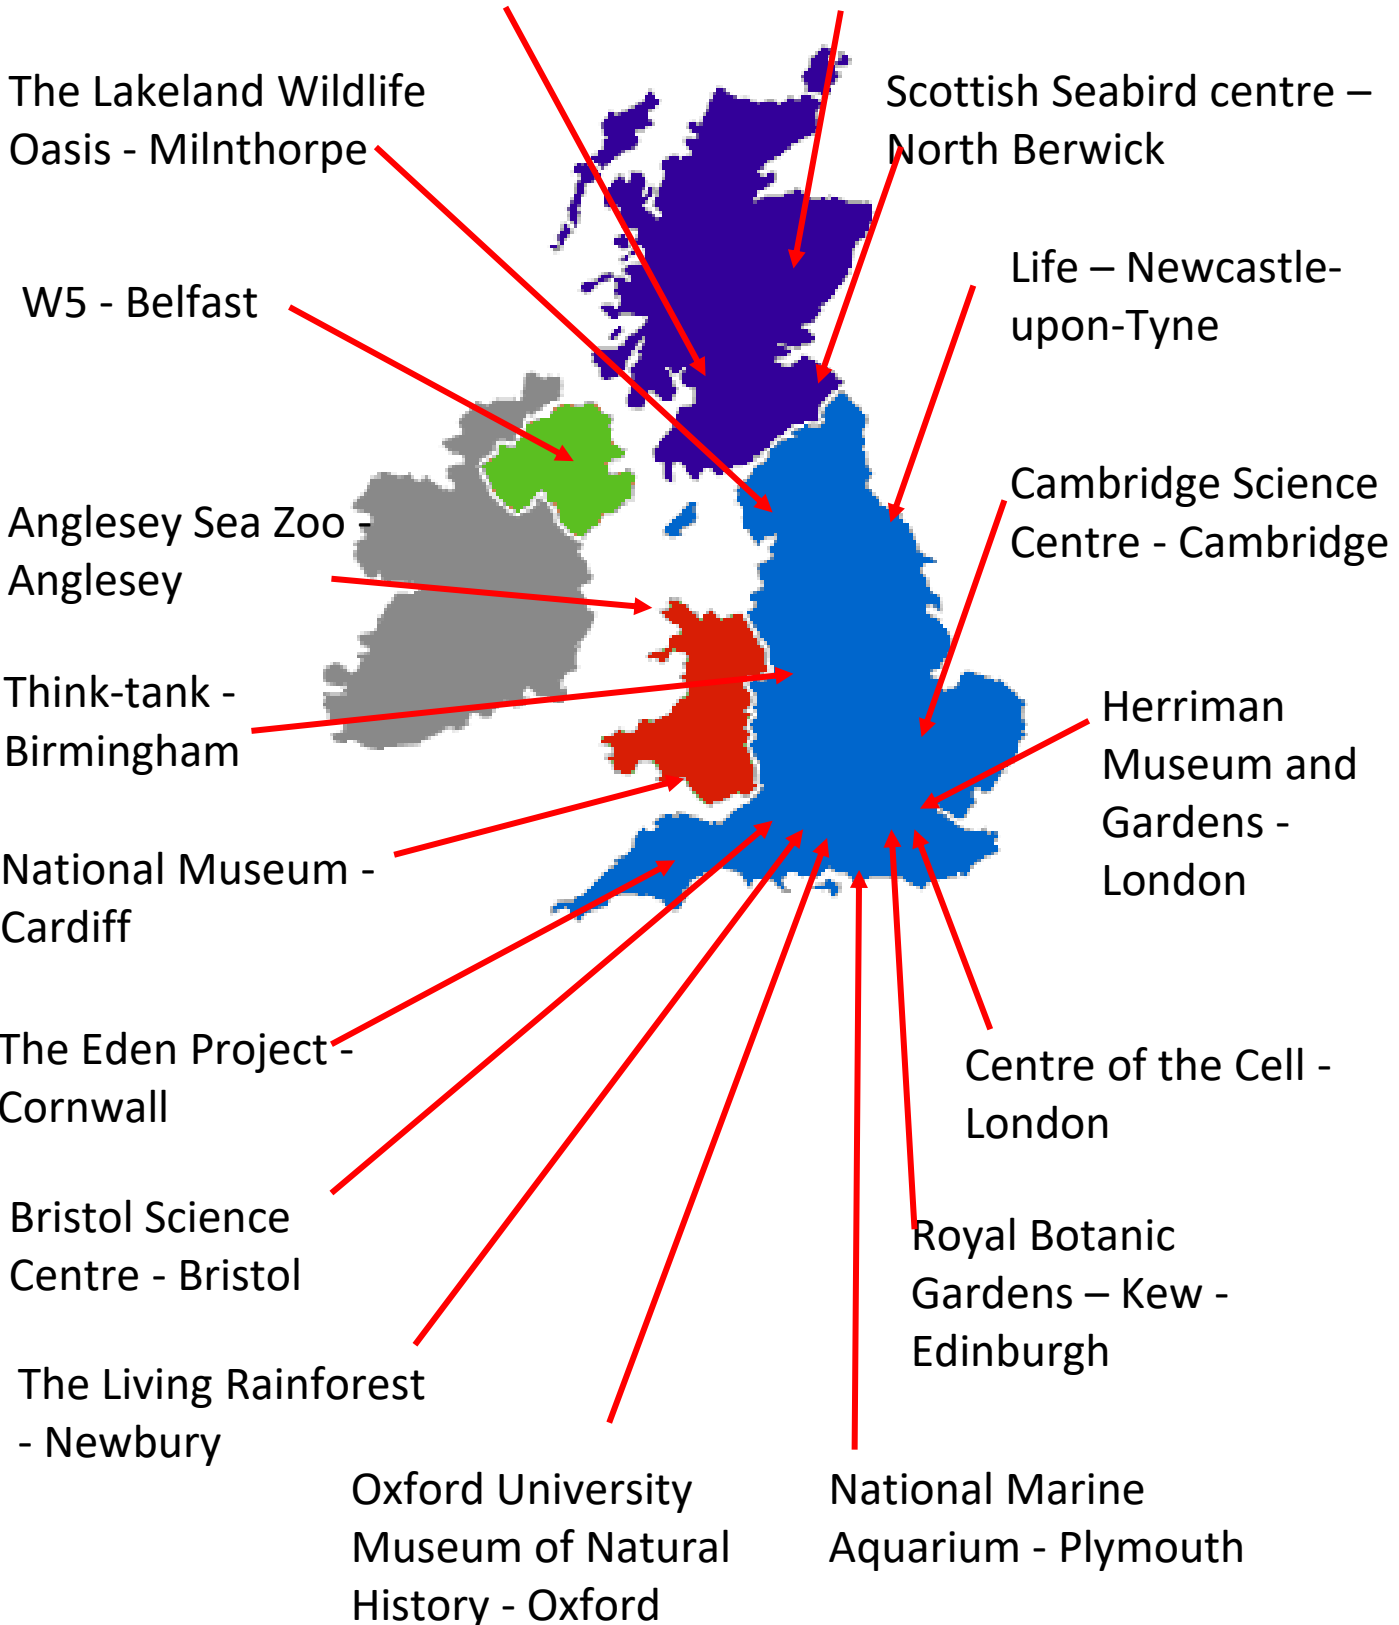 The Lakeland Wildlife
Oasis - Milnthorpe
Scottish Seabird centre –
North Berwick
W5 - Belfast
Life – Newcastle-
upon-Tyne
Anglesey Sea Zoo -
Anglesey
Cambridge Science
Centre - Cambridge
Think-tank -
Birmingham
Herriman
Museum and
Gardens -
London
National Museum -
Cardiff
The Eden Project -
Cornwall
Centre of the Cell -
London
Bristol Science
Centre - Bristol
Royal Botanic
Gardens – Kew -
Edinburgh
The Living Rainforest
- Newbury
Oxford University
Museum of Natural
History - Oxford
National Marine
Aquarium - Plymouth